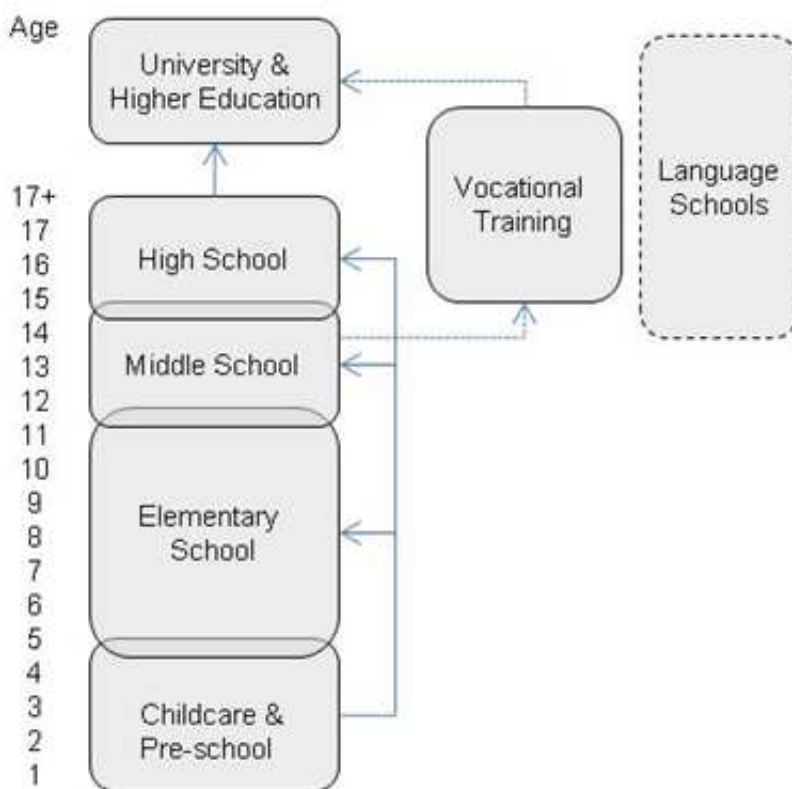 Age
University &
Higher Education
Vocational
Training
Language
Schools
17+
17
16
15
14
13
12
11
10
9
8
7
6
5
4
3
2
1
High School
Middle School
Elementary
School
Childcare &
Pre-school